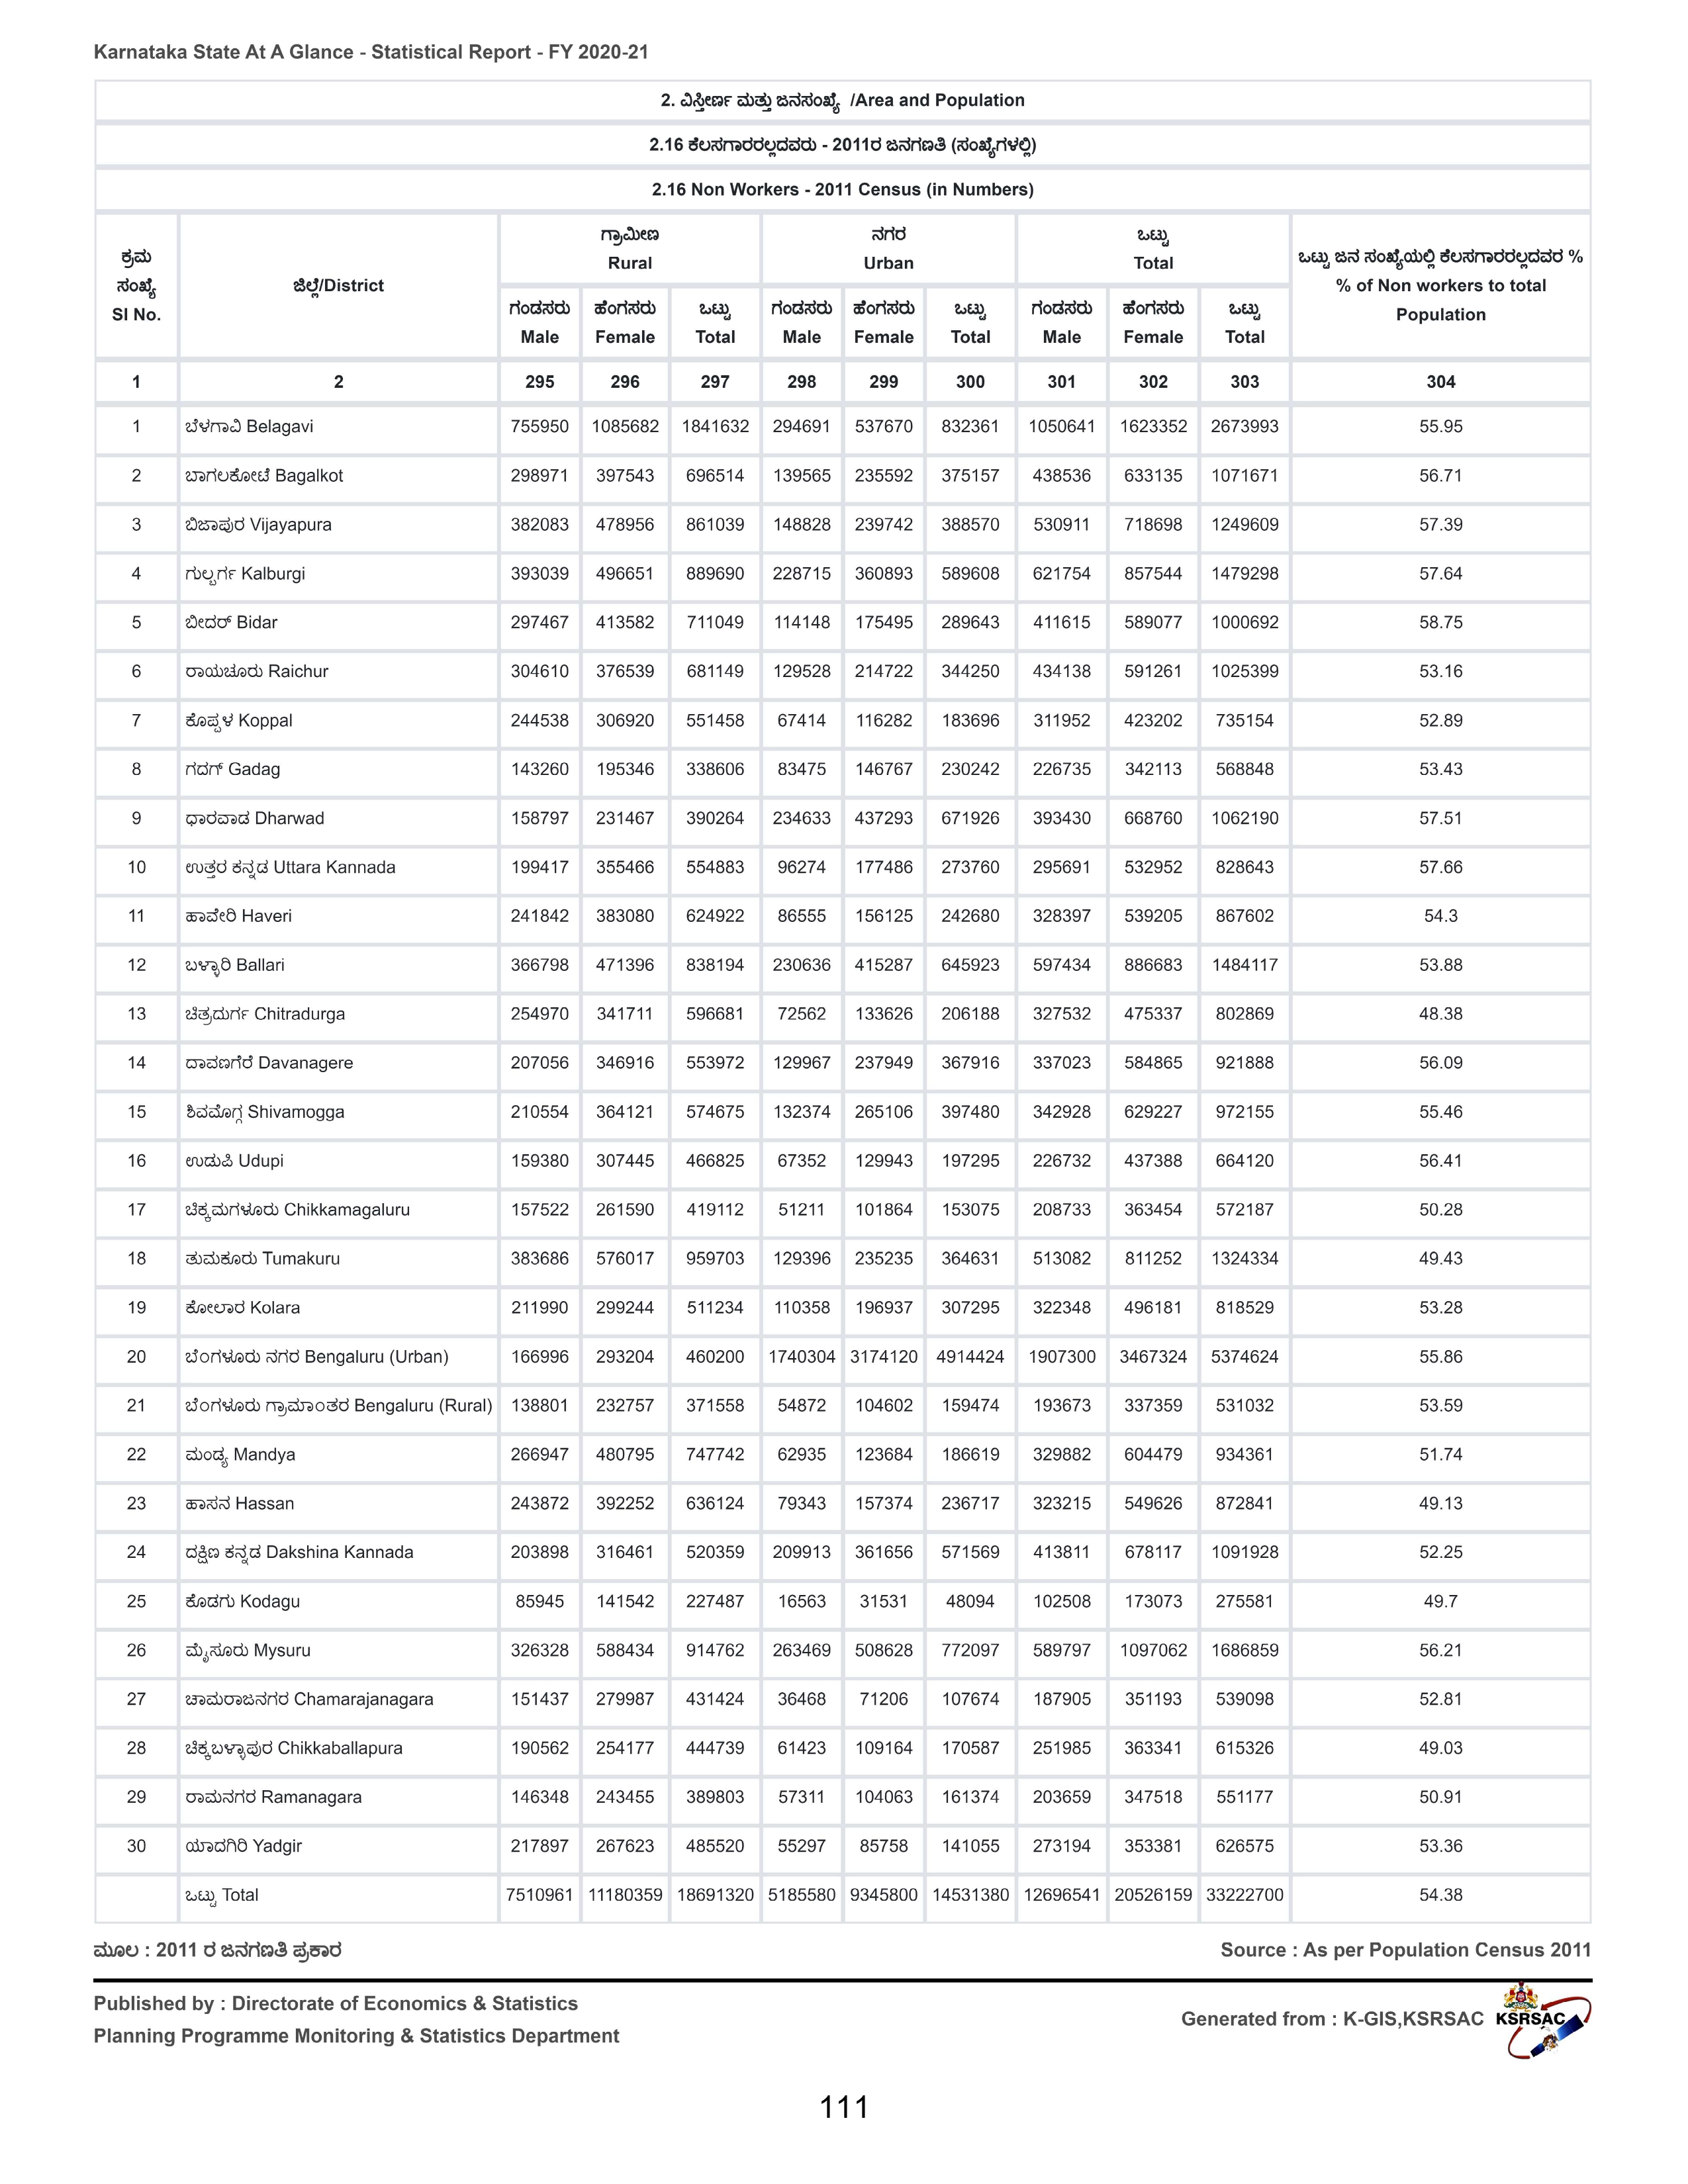 Karnataka State At A Glance - Statistical Report - FY 2020-21
2. ವಿಸ್ತೀರ್ಣ ಮತ್ತು ಜನಸಂಖ್ಯೆ /Area and Population
2.16 ಕೆಲಸಗಾರರಲ್ಲದವರು - 2011ರ ಜನಗಣತಿ (ಸಂಖ್ಯೆಗಳಲ್ಲಿ)
2.16 Non Workers - 2011 Census (in Numbers)
ಕ್ರಮ ಸಂಖ್ಯೆ Sl No. ಜಿಲ್ಲೆ/District ಗ್ರಾಮೀಣ Rural ನಗರ Urban ಒಟ್ಟು Total ಒಟ್ಟು ಜನ ಸಂಖ್ಯೆಯಲ್ಲಿ ಕೆಲಸಗಾರರಲ್ಲದವರ % % of Non workers to total Population
ಗಂಡಸರು ಹೆಂಗಸರು ಒಟ್ಟು ಗಂಡಸರು ಹೆಂಗಸರು ಒಟ್ಟು ಗಂಡಸರು ಹೆಂಗಸರು ಒಟ್ಟು
Male Female Total Male Female Total Male Female Total
1 2 295 296 297 298 299 300 301 302 303 304
1 ಬೆಳಗಾವಿ Belagavi 755950 1085682 1841632 294691 537670 832361 1050641 1623352 2673993 55.95
2 ಬಾಗಲಕೋಟೆ Bagalkot 298971 397543 696514 139565 235592 375157 438536 633135 1071671 56.71
3 ಬಿಜಾಪುರ Vijayapura 382083 478956 861039 148828 239742 388570 530911 718698 1249609 57.39
4 ಗುಲ್ಬರ್ಗ Kalburgi 393039 496651 889690 228715 360893 589608 621754 857544 1479298 57.64
5 ಬೀದರ್ Bidar 297467 413582 711049 114148 175495 289643 411615 589077 1000692 58.75
6 ರಾಯಚೂರು Raichur 304610 376539 681149 129528 214722 344250 434138 591261 1025399 53.16
7 ಕೊಪ್ಪಳ Koppal 244538 306920 551458 67414 116282 183696 311952 423202 735154 52.89
8 ಗದಗ್ Gadag 143260 195346 338606 83475 146767 230242 226735 342113 568848 53.43
9 ಧಾರವಾಡ Dharwad 158797 231467 390264 234633 437293 671926 393430 668760 1062190 57.51
10 ಉತ್ತರ ಕನ್ನಡ Uttara Kannada 199417 355466 554883 96274 177486 273760 295691 532952 828643 57.66
11 ಹಾವೇರಿ Haveri 241842 383080 624922 86555 156125 242680 328397 539205 867602 54.3
12 ಬಳ್ಳಾರಿ Ballari 366798 471396 838194 230636 415287 645923 597434 886683 1484117 53.88
13 ಚಿತ್ರದುರ್ಗ Chitradurga 254970 341711 596681 72562 133626 206188 327532 475337 802869 48.38
14 ದಾವಣಗೆರೆ Davanagere 207056 346916 553972 129967 237949 367916 337023 584865 921888 56.09
15 ಶಿವಮೊಗ್ಗ Shivamogga 210554 364121 574675 132374 265106 397480 342928 629227 972155 55.46
16 ಉಡುಪಿ Udupi 159380 307445 466825 67352 129943 197295 226732 437388 664120 56.41
17 ಚಿಕ್ಕಮಗಳೂರು Chikkamagaluru 157522 261590 419112 51211 101864 153075 208733 363454 572187 50.28
18 ತುಮಕೂರು Tumakuru 383686 576017 959703 129396 235235 364631 513082 811252 1324334 49.43
19 ಕೋಲಾರ Kolara 211990 299244 511234 110358 196937 307295 322348 496181 818529 53.28
20 ಬೆಂಗಳೂರು ನಗರ Bengaluru (Urban) 166996 293204 460200 1740304 3174120 4914424 1907300 3467324 5374624 55.86
21 ಬೆಂಗಳೂರು ಗ್ರಾಮಾಂತರ Bengaluru (Rural) 138801 232757 371558 54872 104602 159474 193673 337359 531032 53.59
22 ಮಂಡ್ಯ Mandya 266947 480795 747742 62935 123684 186619 329882 604479 934361 51.74
23 ಹಾಸನ Hassan 243872 392252 636124 79343 157374 236717 323215 549626 872841 49.13
24 ದಕ್ಷಿಣ ಕನ್ನಡ Dakshina Kannada 203898 316461 520359 209913 361656 571569 413811 678117 1091928 52.25
25 ಕೊಡಗು Kodagu 85945 141542 227487 16563 31531 48094 102508 173073 275581 49.7
26 ಮೈಸೂರು Mysuru 326328 588434 914762 263469 508628 772097 589797 1097062 1686859 56.21
27 ಚಾಮರಾಜನಗರ Chamarajanagara 151437 279987 431424 36468 71206 107674 187905 351193 539098 52.81
28 ಚಿಕ್ಕಬಳ್ಳಾಪುರ Chikkaballapura 190562 254177 444739 61423 109164 170587 251985 363341 615326 49.03
29 ರಾಮನಗರ Ramanagara 146348 243455 389803 57311 104063 161374 203659 347518 551177 50.91
30 ಯಾದಗಿರಿ Yadgir 217897 267623 485520 55297 85758 141055 273194 353381 626575 53.36
ಒಟ್ಟು Total 7510961 11180359 18691320 5185580 9345800 14531380 12696541 20526159 33222700 54.38
ಮೂಲ : 2011 ರ ಜನಗಣತಿ ಪ್ರಕಾರ Source : As per Population Census 2011
Published by : Directorate of Economics & Statistics
Planning Programme Monitoring & Statistics Department
Generated from : K-GIS,KSRSAC KSRSAC
111